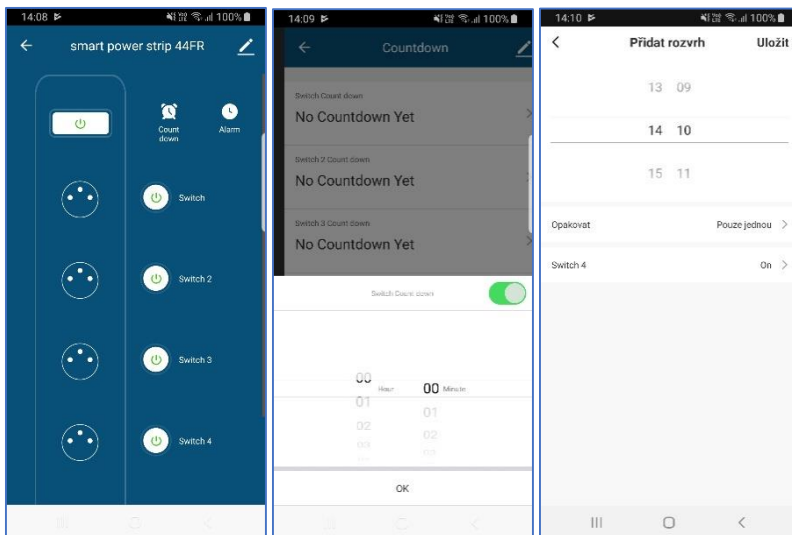 14:08
100%
smart power strip 44FR
Count
down
Alarm
Switch
Switch 2
Switch 3
Switch 4
14:09
100%
Countdown
Switch Count down
No Countdown Yet
Switch 2 Count down
No Countdown Yet
Switch 3 Count down
No Countdown Yet
Switch Count down
00 Hour 00 Minute
01 01
02 02
03 03
OK
14:10
100%
Přidat rozvrh Uložit
13 09
14 10
15 11
Opakovat Pouze jednou
Switch 4 On